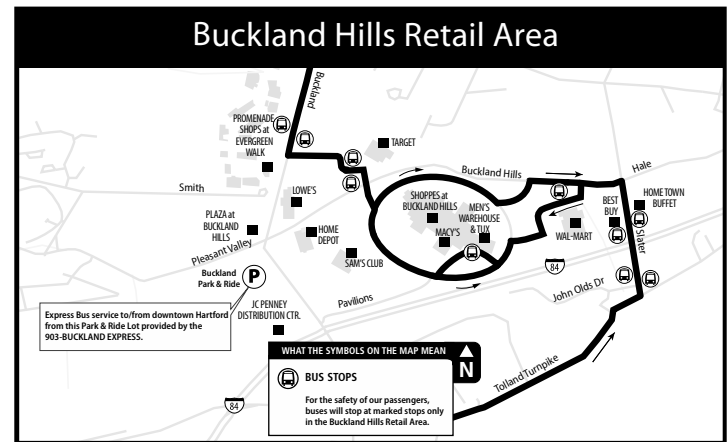 Buckland Hills Retail Area
Buckland
PROMENADE
SHOPS at
EVERGREEN
WALK
TARGET
Smith
Buckland Hills
Hale
LOWE'S
SHOPPES at
BUCKLAND HILLS
MEN'S
WAREHOUSE
& TUX
BEST
BUY
HOME TOWN
BUFFET
PLAZA at
BUCKLAND
HILLS
HOME
DEPOT
MACY'S
WAL-MART
Slater
Pleasant Valley
SAM'S CLUB
84
Buckland
Park & Ride
P
John Olds Dr
Pavilions
Express Bus service to/from downtown Hartford
from this Park & Ride Lot provided by the
903-BUCKLAND EXPRESS.
JC PENNEY
DISTRIBUTION CTR.
WHAT THE SYMBOLS ON THE MAP MEAN
N
BUS STOPS
For the safety of our passengers,
buses will stop at marked stops only
in the Buckland Hills Retail Area.
Tolland Turnpike
84